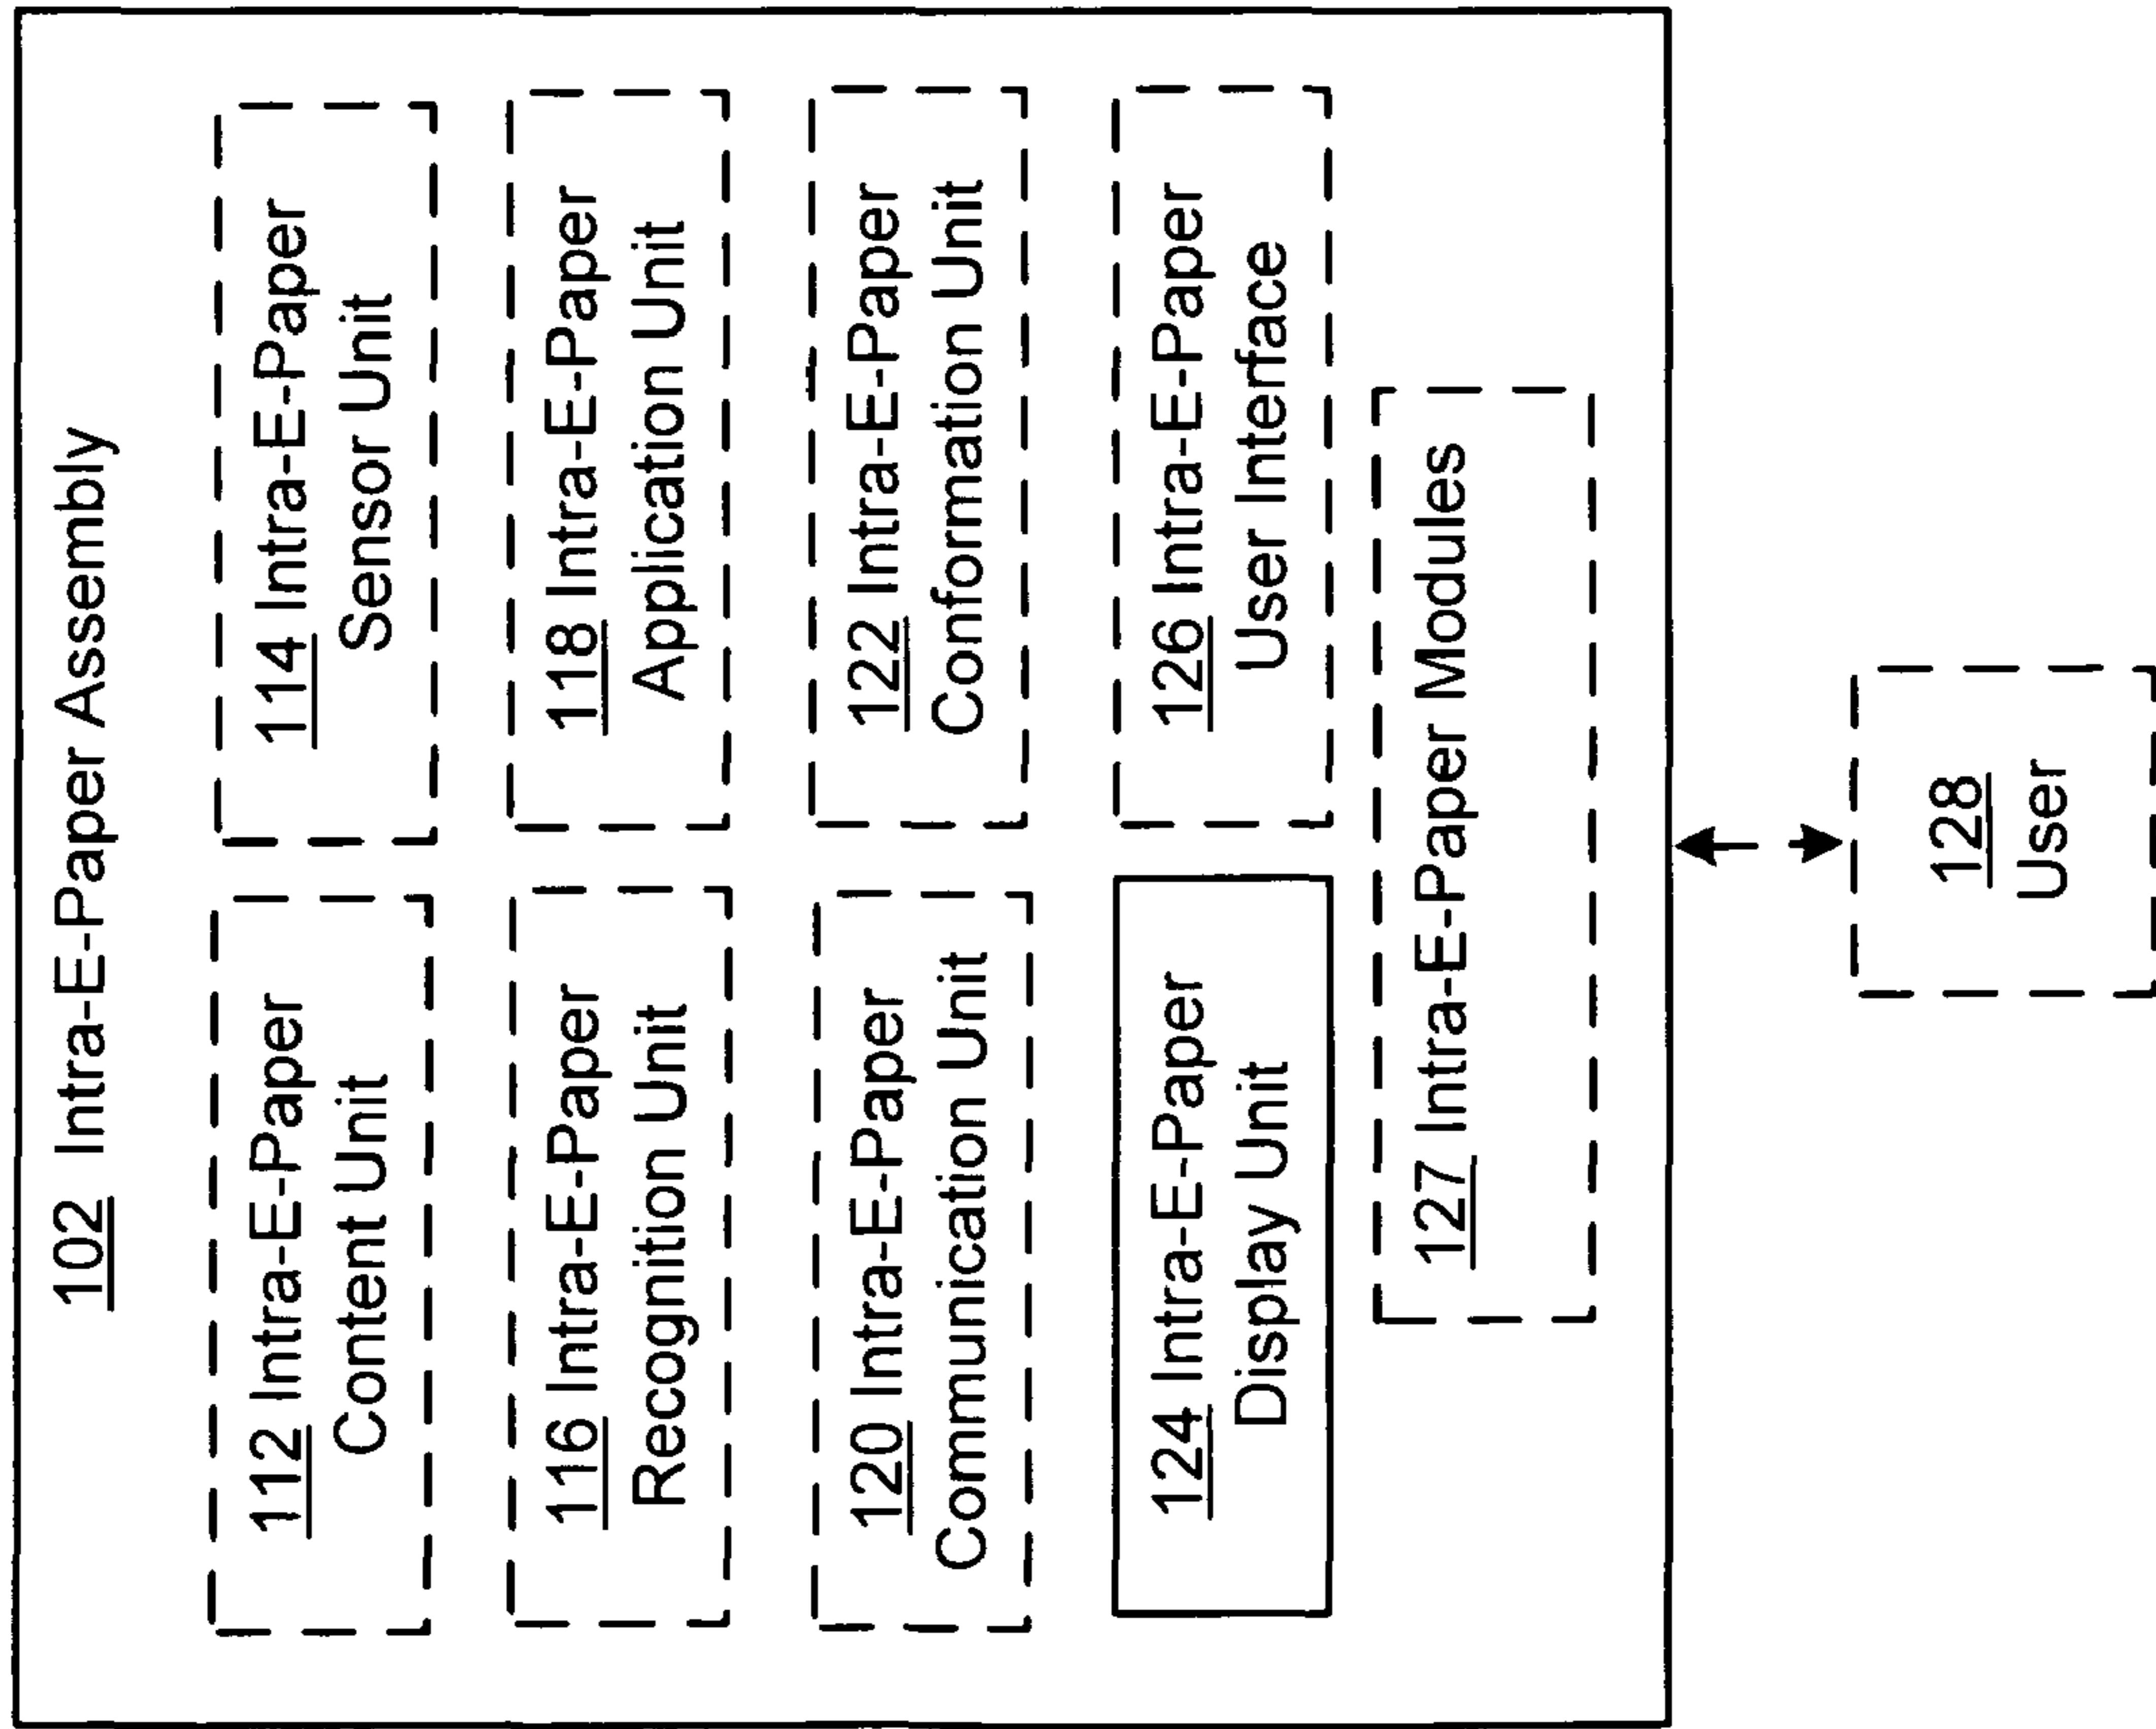 102 Intra-E-Paper Assembly
112 Intra-E-Paper
Content Unit
114 Intra-E-Paper
Sensor Unit
116 Intra-E-Paper
Recognition Unit
118 Intra-E-Paper
Application Unit
120 Intra-E-Paper
Communication Unit
122 Intra-E-Paper
Conformation Unit
124 Intra-E-Paper
Display Unit
126 Intra-E-Paper
User Interface
127 Intra-E-Paper Modules
128
User